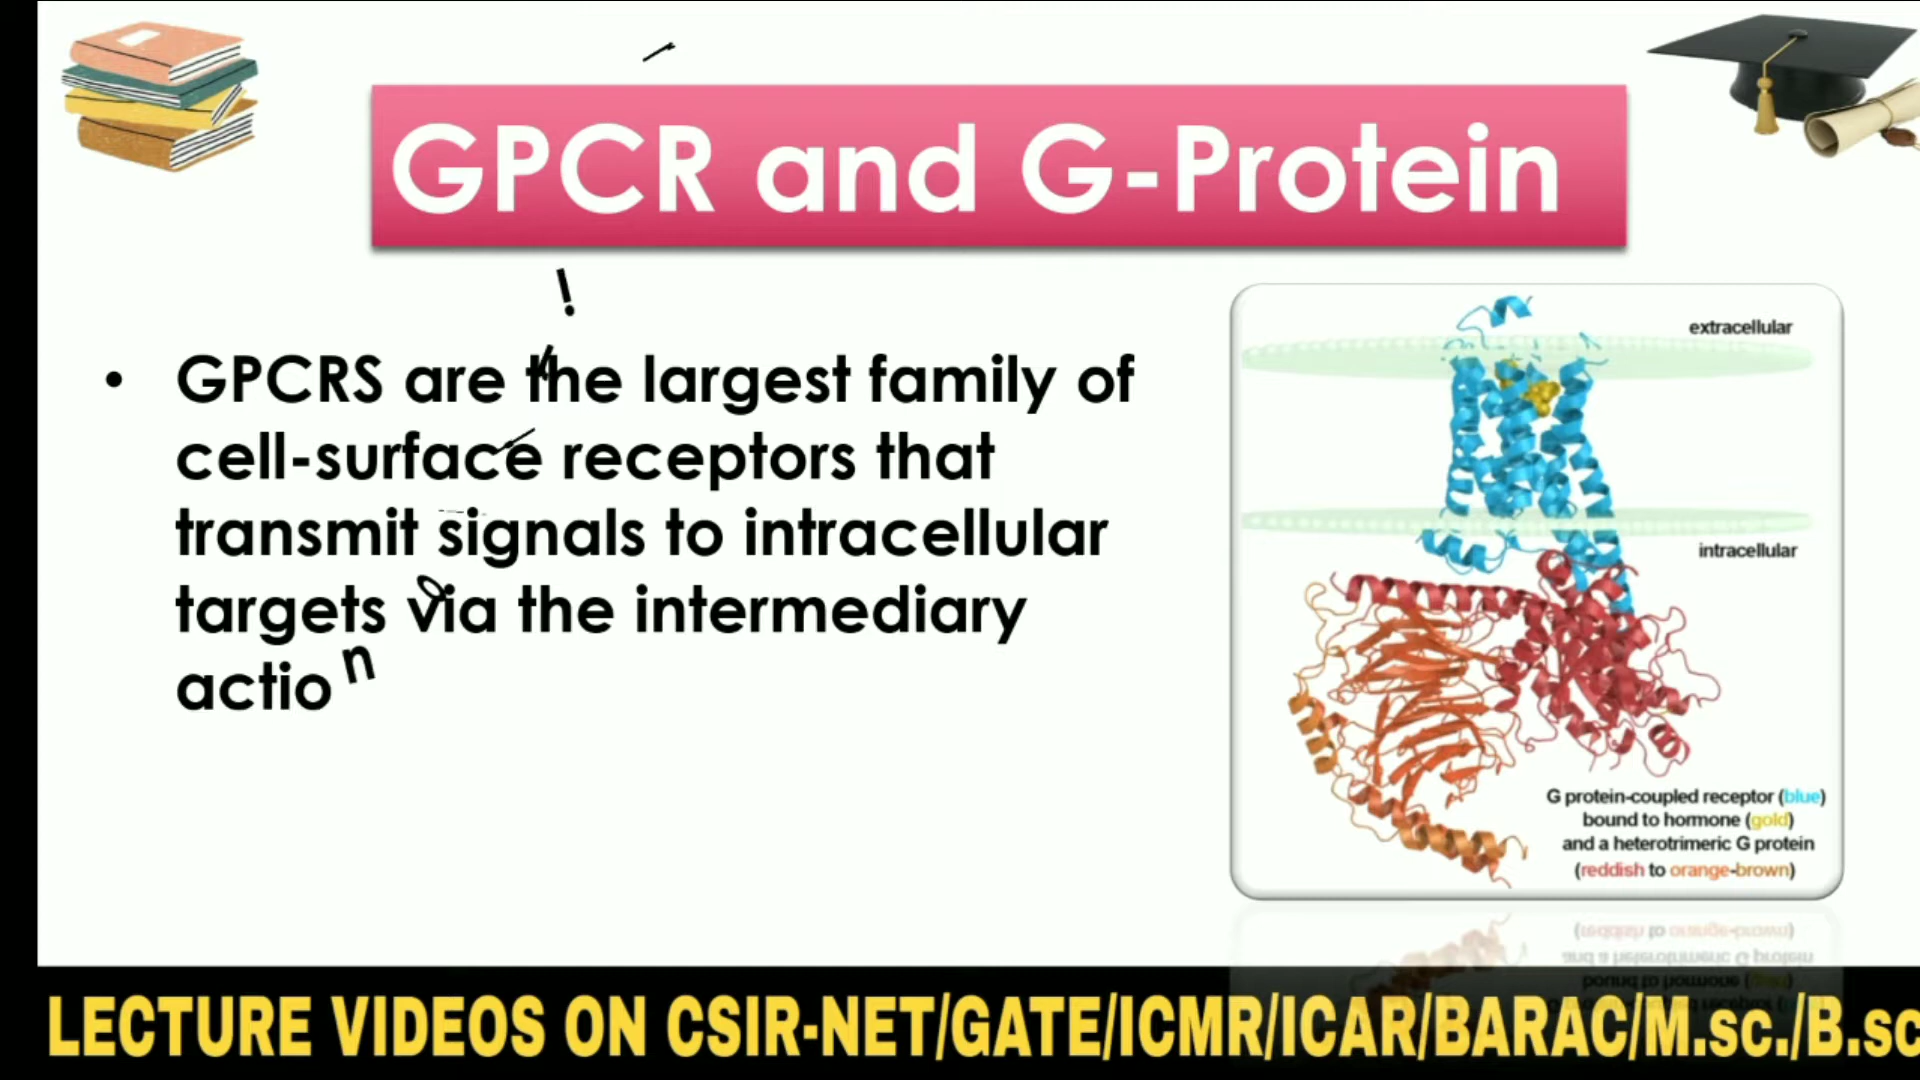 GPCR and G-Protein
!
• GPCRS are the largest family of
cell-surface receptors that
transmit signals to intracellular
targets via the intermediary
action
extracellular
intracellular
G protein-coupled receptor (blue)
bound to hormone (gold)
and a heterotrimeric G protein
(reddish to orange-brown)
LECTURE VIDEOS ON CSIR-NET/GATE/ICMR/ICAR/BARAC/M.sc./B.sc